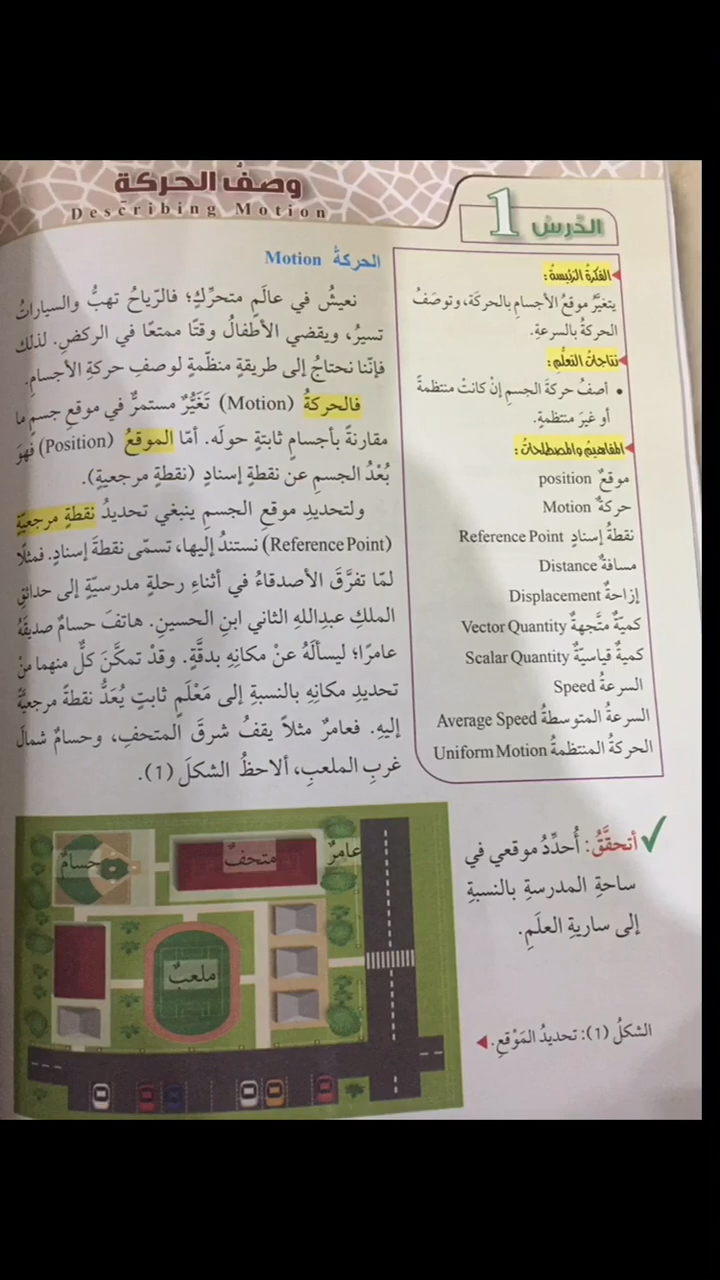 وصفُ الحركة
Describing Motion
الدّرسُ 1
الفكرةُ الرّئيسةُ:
يتغيَّرُ موقعُ الأجسامِ بالحركةِ، وتوصَفُ
الحركةُ بالسرعةِ.
نتاجاتُ التعلُّمِ:
• أصفُ حركةَ الجسمِ إنْ كانتْ منتظمةً
أو غيرَ منتظمةٍ.
المفاهيمُ والمصطلحاتُ:
موقعٌ position
حركةٌ Motion
نقطةُ إسنادٍ Reference Point
مسافةٌ Distance
إزاحةٌ Displacement
كميّةٌ متَّجهةٌ Vector Quantity
كميةٌ قياسيّةٌ Scalar Quantity
السرعةُ Speed
السرعةُ المتوسطةُ Average Speed
الحركةُ المنتظمةُ Uniform Motion
الحركةُ Motion
نعيشُ في عالَمٍ متحرِّكٍ؛ فالرّياحُ تهبُّ والسياراتُ
تسيرُ، ويقضي الأطفالُ وقتًا ممتعًا في الركضِ. لذلك
فإنّنا نحتاجُ إلى طريقةٍ منظّمةٍ لوصفِ حركةِ الأجسامِ.
فالحركةُ (Motion) تَغَيُّرٌ مستمرٌّ في موقعِ جسمٍ ما
مقارنةً بأجسامٍ ثابتةٍ حولَه. أمّا الموقعُ (Position) فهوَ
بُعْدُ الجسمِ عن نقطةِ إسنادٍ (نقطةٍ مرجعيةٍ).
ولتحديدِ موقعِ الجسمِ ينبغي تحديدُ نقطةٍ مرجعيّةٍ
(Reference Point) نستندُ إليها، تسمّى نقطةَ إسنادٍ. فمثلًا
لمّا تفرَّقَ الأصدقاءُ في أثناءِ رحلةٍ مدرسيّةٍ إلى حدائقِ
الملكِ عبدِاللهِ الثاني ابنِ الحسينِ. هاتفَ حسامٌ صديقَهُ
عامرًا؛ ليسألَهُ عنْ مكانِهِ بدقَّةٍ. وقدْ تمكَّنَ كلٌّ منهما منْ
تحديدِ مكانِهِ بالنسبةِ إلى مَعْلَمٍ ثابتٍ يُعَدُّ نقطةً مرجعيَّةً
إليهِ. فعامرٌ مثلًا يقفُ شرقَ المتحفِ، وحسامٌ شمالَ
غربِ الملعبِ، ألاحظُ الشكلَ (1).
أتحقَّقُ: أُحدِّدُ موقعي في
ساحةِ المدرسةِ بالنسبةِ
إلى ساريةِ العلَمِ.
عامرٌ
متحفٌ
حسامٌ
ملعبٌ
الشكلُ (1): تحديدُ المَوْقعِ.